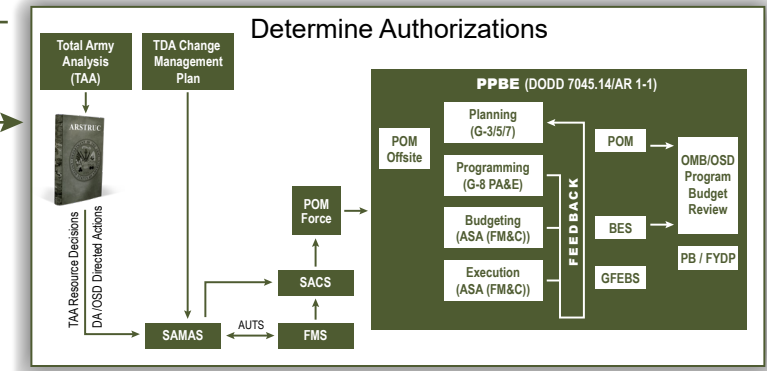 Determine Authorizations
Total Army
Analysis
(TAA)
TDA Change
Management
Plan
ARSTRUC
TAA Resource Decisions
DA /OSD Directed Actions
SAMAS
AUTS
FMS
SACS
POM
Force
PPBE (DODD 7045.14/AR 1-1)
POM
Offsite
Planning
(G-3/5/7)
Programming
(G-8 PA&E)
Budgeting
(ASA (FM&C))
Execution
(ASA (FM&C))
FEEDBACK
POM
BES
GFEBS
OMB/OSD
Program
Budget
Review
PB / FYDP